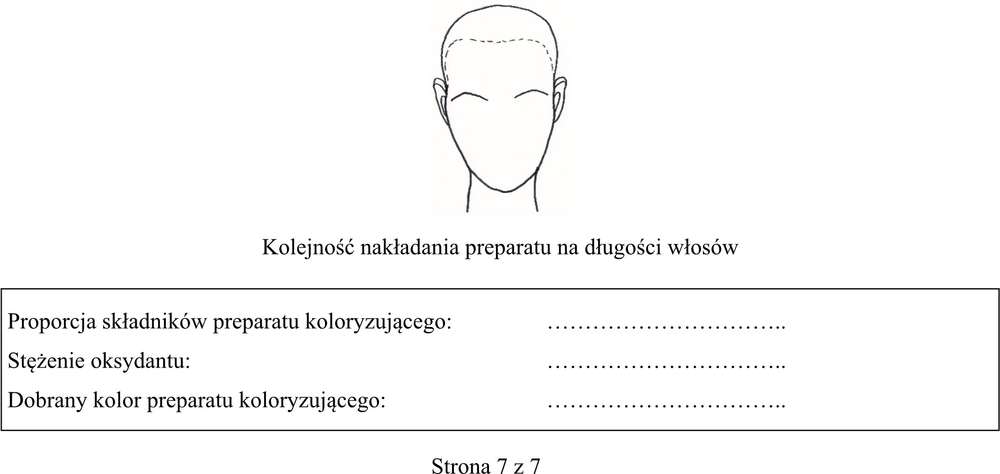 Kolejność nakładania preparatu na długości włosów
Proporcja składników preparatu koloryzującego: ……………………………..
Stężenie oksydantu: ……………………………..
Dobrany kolor preparatu koloryzującego: ……………………………..
Strona 7 z 7